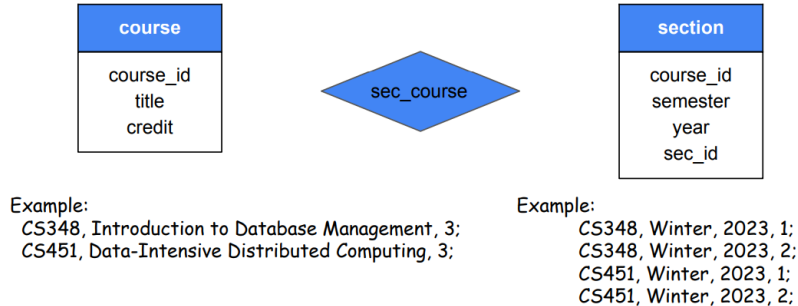 course
course_id
title
credit
sec_course
section
course_id
semester
year
sec_id
Example:
CS348, Introduction to Database Management, 3;
CS451, Data-Intensive Distributed Computing, 3;
Example:
CS348, Winter, 2023, 1;
CS348, Winter, 2023, 2;
CS451, Winter, 2023, 1;
CS451, Winter, 2023, 2;